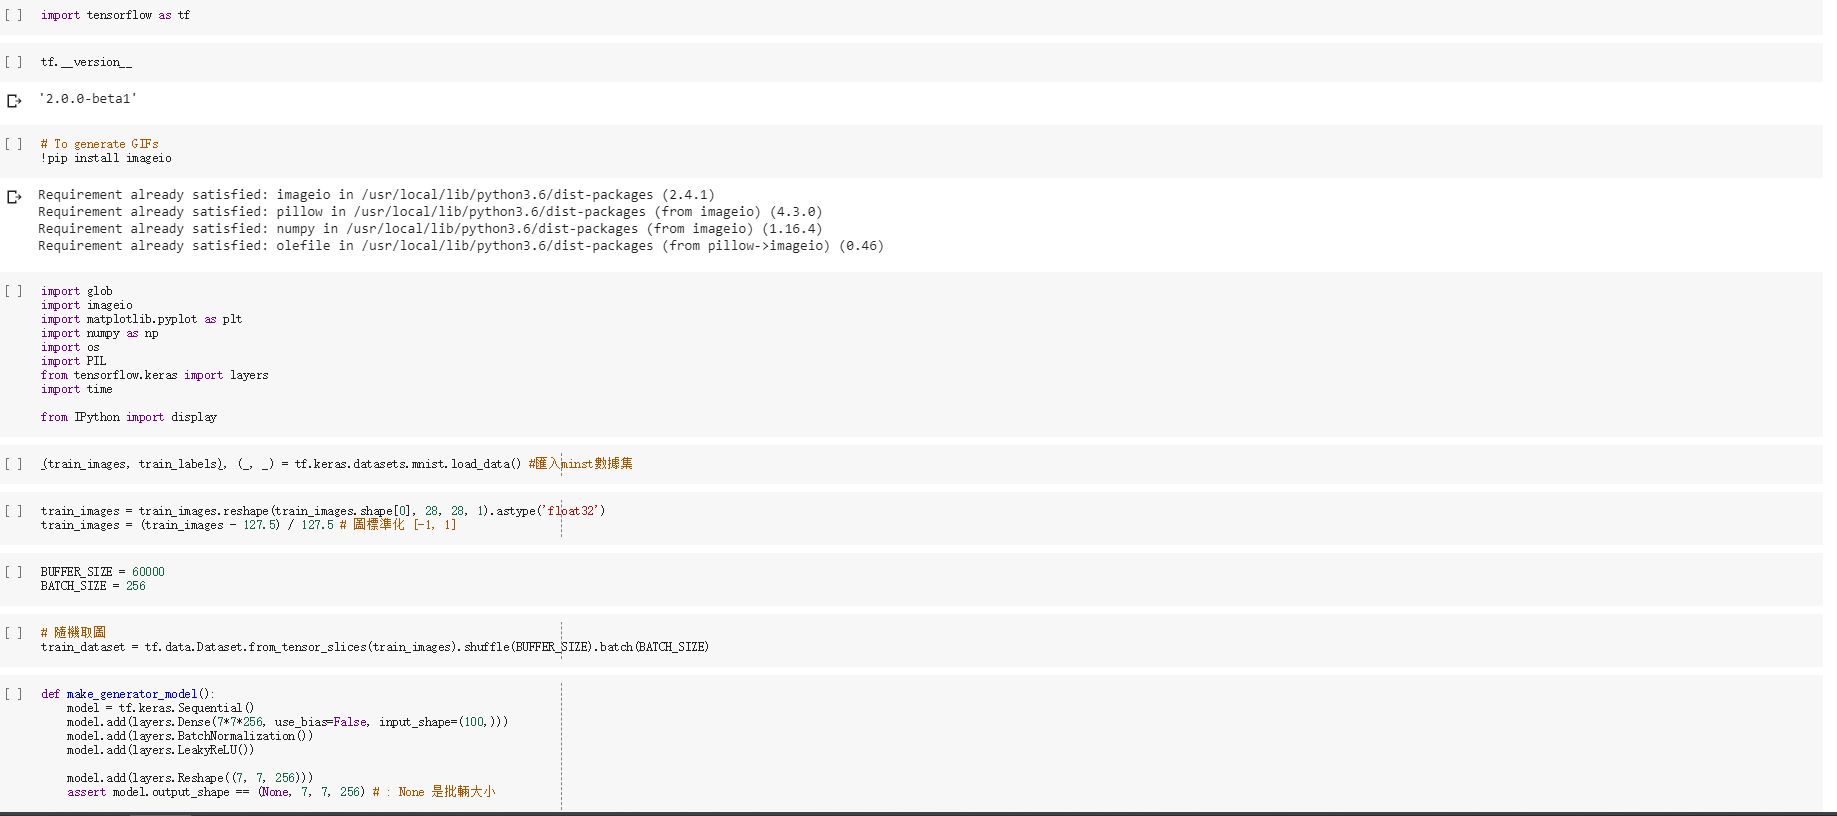 [ ] import tensorflow as tf
[ ] tf.__version__
'2.0.0-beta1'
[ ] # To generate GIFs
!pip install imageio
Requirement already satisfied: imageio in /usr/local/lib/python3.6/dist-packages (2.4.1)
Requirement already satisfied: pillow in /usr/local/lib/python3.6/dist-packages (from imageio) (4.3.0)
Requirement already satisfied: numpy in /usr/local/lib/python3.6/dist-packages (from imageio) (1.16.4)
Requirement already satisfied: olefile in /usr/local/lib/python3.6/dist-packages (from pillow->imageio) (0.46)
[ ] import glob
import imageio
import matplotlib.pyplot as plt
import numpy as np
import os
import PIL
from tensorflow.keras import layers
import time
from IPython import display
[ ] (train_images, train_labels), (_, _) = tf.keras.datasets.mnist.load_data() #匯入minst數據集
[ ] train_images = train_images.reshape(train_images.shape[0], 28, 28, 1).astype('float32')
train_images = (train_images - 127.5) / 127.5 # 圖標準化 [-1, 1]
[ ] BUFFER_SIZE = 60000
BATCH_SIZE = 256
[ ] # 隨機取圖
train_dataset = tf.data.Dataset.from_tensor_slices(train_images).shuffle(BUFFER_SIZE).batch(BATCH_SIZE)
[ ] def make_generator_model():
model = tf.keras.Sequential()
model.add(layers.Dense(7*7*256, use_bias=False, input_shape=(100,)))
model.add(layers.BatchNormalization())
model.add(layers.LeakyReLU())
model.add(layers.Reshape((7, 7, 256)))
assert model.output_shape == (None, 7, 7, 256) # : None 是批輛大小